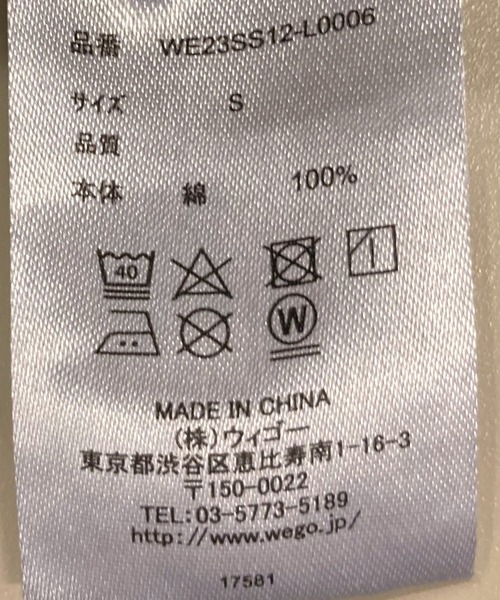 品番 WE23SS12-L0006
サイズ S
品質
本体 綿 100%
40
W
MADE IN CHINA
(株)ウィゴー
東京都渋谷区恵比寿南1-16-3
〒150-0022
TEL:03-5773-5189
http://www.wego.jp/
17581